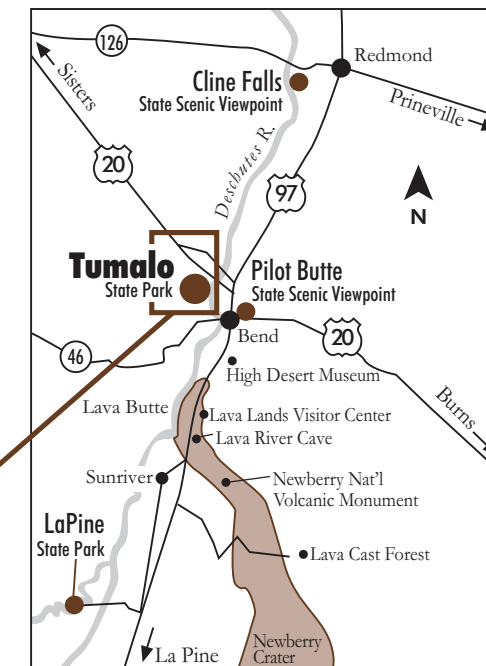 126
Redmond
Sisters
Cline Falls
State Scenic Viewpoint
Prineville
Deschutes R.
20
97
N
Tumalo
State Park
Pilot Butte
State Scenic Viewpoint
Bend
20
46
High Desert Museum
Burns
Lava Butte
Lava Lands Visitor Center
Lava River Cave
Sunriver
Newberry Nat'l
Volcanic Monument
LaPine
State Park
Lava Cast Forest
La Pine
Newberry
Crater